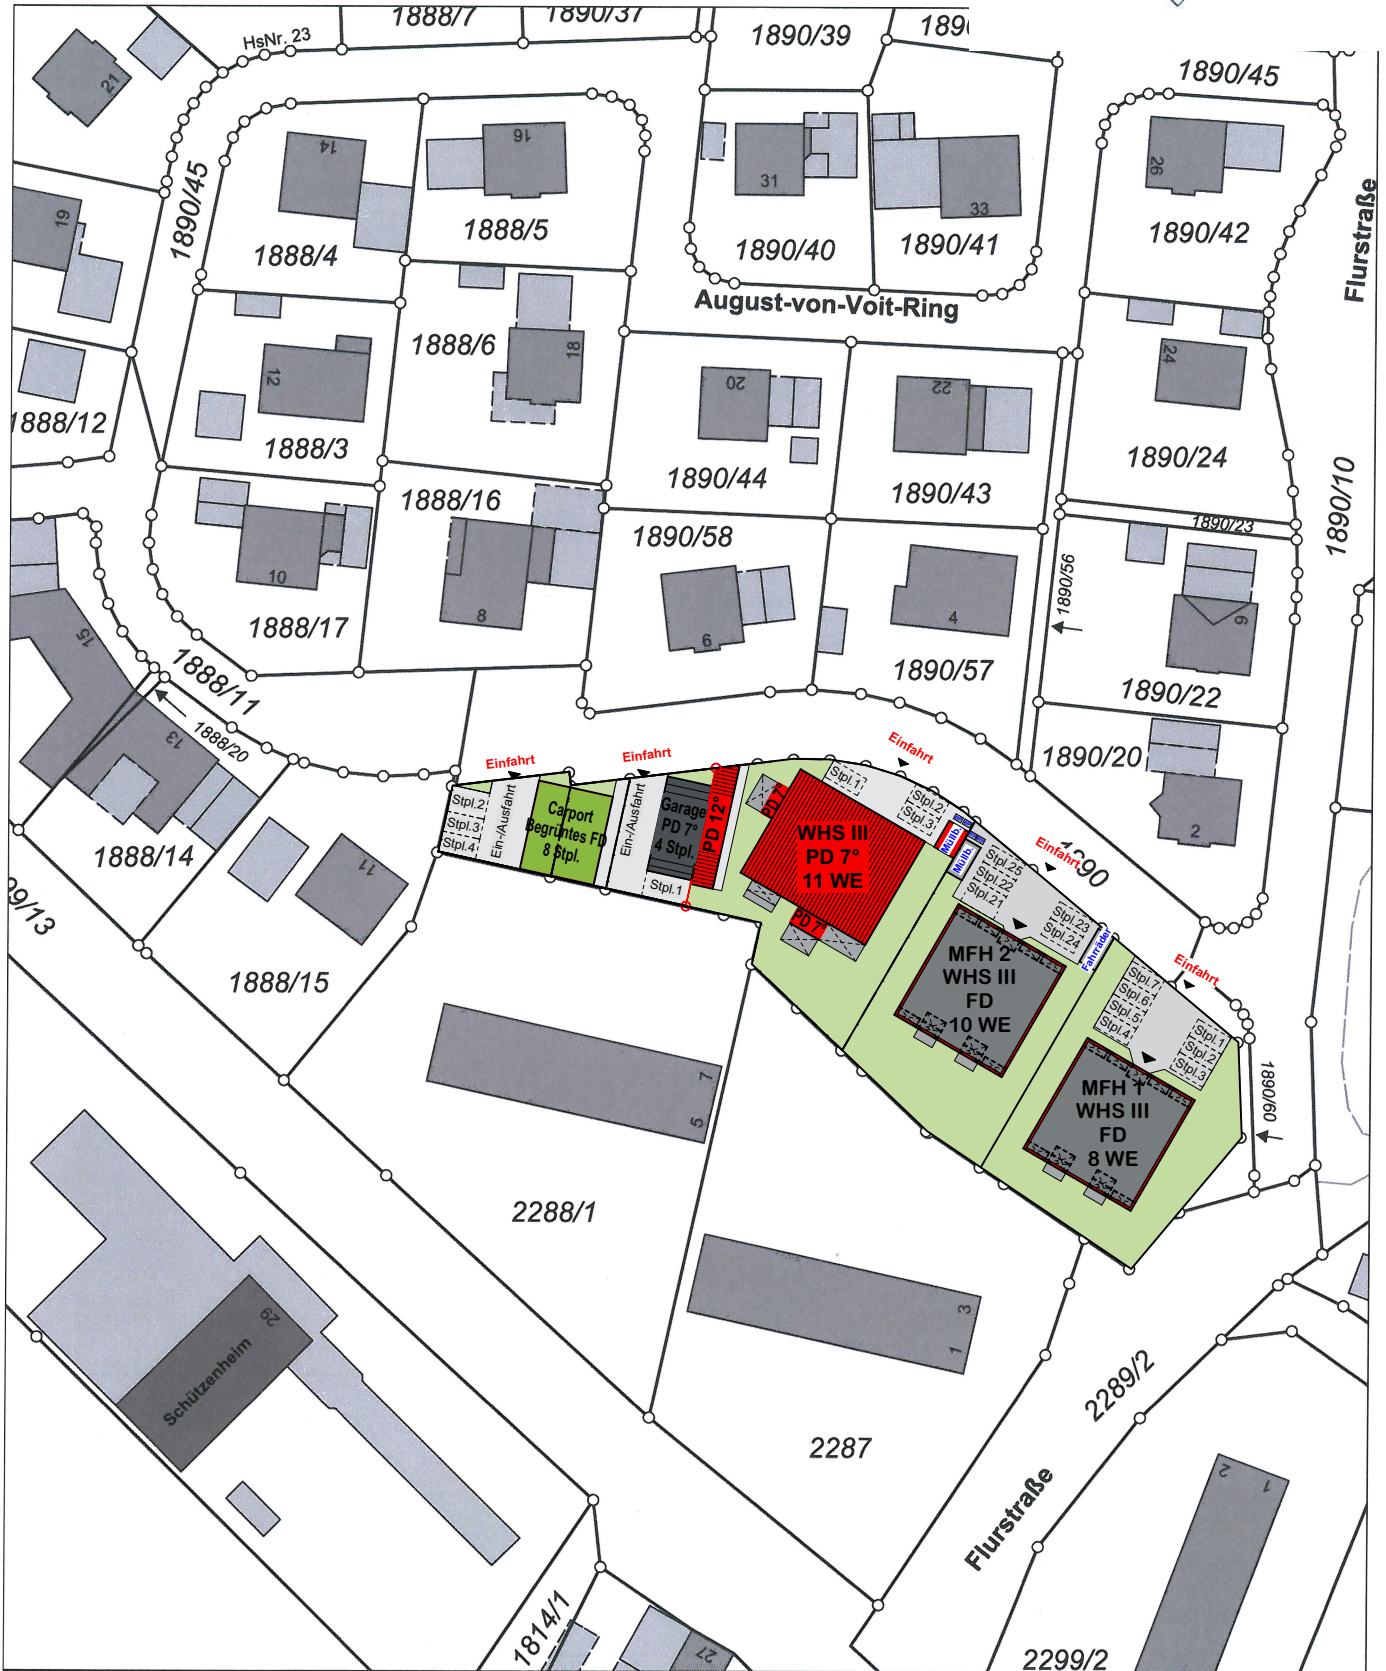 1888/7
1890/37
1890/39
1890/45
HsNr. 23
21
14
16
31
33
26
19
1890/45
1888/4
1888/5
1890/40
1890/41
1890/42
Flurstraße
August-von-Voit-Ring
1888/6
18
12
20
22
24
1888/12
1888/3
1890/44
1890/43
1890/24
1888/16
1890/58
1890/23
1890/10
10
8
6
4
1890/56
6
1888/17
15
1888/11
1890/57
1890/22
1888/20
13
1890/20
2
Einfahrt
Einfahrt
Einfahrt
Einfahrt
Einfahrt
1888/14
11
Stpl.2
Stpl.3
Stpl.4
Ein-/Ausfahrt
Carport
Begrüntes FD
8 Stpl.
Ein-/Ausfahrt
Garage
PD 7°
4 Stpl.
PD 12°
Stpl.1
PD 7°
WHS III
PD 7°
11 WE
PD 7°
Stpl.1
Stpl.2
Stpl.3
Müllb.
Müllb.
Stpl.25
Stpl.22
Stpl.21
Stpl.23
Stpl.24
Fahrräder
MFH 2
WHS III
FD
10 WE
Stpl.7
Stpl.6
Stpl.5
Stpl.4
Stpl.1
Stpl.2
Stpl.3
MFH 1
WHS III
FD
8 WE
1890/60
1888/15
7
5
2288/1
3
1
29
Schützenheim
2287
2289/2
Flurstraße
2
1
1814/1
27
2299/2